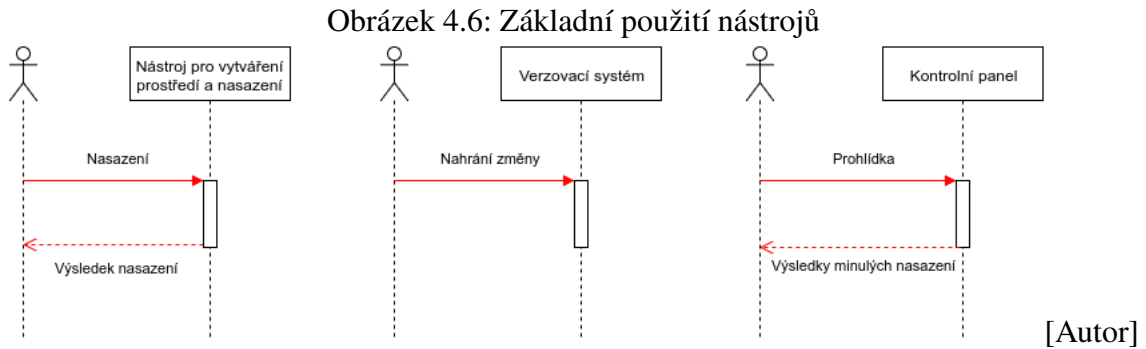 Obrázek 4.6: Základní použití nástrojů
Nástroj pro vytváření
prostředí a nasazení
Nasazení
Výsledek nasazení
Verzovací systém
Nahrání změny
Kontrolní panel
Prohlídka
Výsledky minulých nasazení
[Autor]